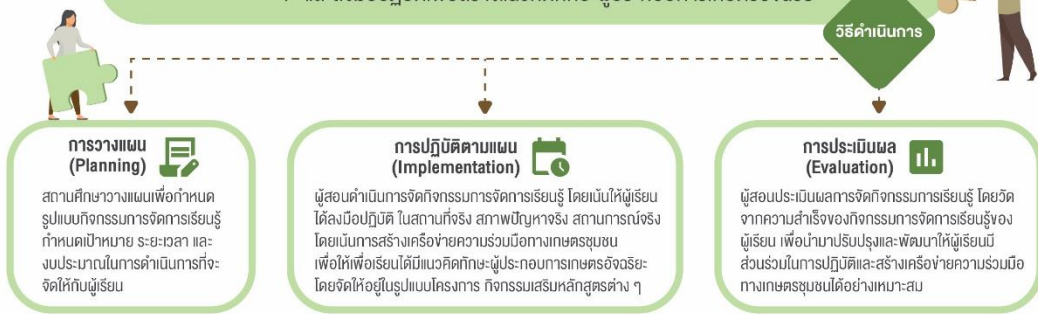 วิธีดำเนินการ
การวางแผน
(Planning)
สถานศึกษาวางแผนเพื่อกำหนด
รูปแบบกิจกรรมการจัดการเรียนรู้
กำหนดเป้าหมาย ระยะเวลา และ
งบประมาณในการดำเนินการที่จะ
จัดให้กับผู้เรียน
การปฏิบัติตามแผน
(Implementation)
ผู้สอนดำเนินการจัดกิจกรรมการจัดการเรียนรู้ โดยเน้นให้ผู้เรียน
ได้ลงมือปฏิบัติ ในสถานที่จริง สภาพปัญหาจริง สถานการณ์จริง
โดยเน้นการสร้างเครือข่ายความร่วมมือทางเกษตรชุมชน
เพื่อให้เพื่อเรียนได้มีแนวคิดทักษะผู้ประกอบการเกษตรอัจฉริยะ
โดยจัดให้อยู่ในรูปแบบโครงการ กิจกรรมเสริมหลักสูตรต่าง ๆ
การประเมินผล
(Evaluation)
ผู้สอนประเมินผลการจัดกิจกรรมการเรียนรู้ โดยวัด
จากความสำเร็จของกิจกรรมการจัดการเรียนรู้ของ
ผู้เรียน เพื่อนำมาปรับปรุงและพัฒนาให้ผู้เรียนมี
ส่วนร่วมในการปฏิบัติและสร้างเครือข่ายความร่วมมือ
ทางเกษตรชุมชนได้อย่างเหมาะสม